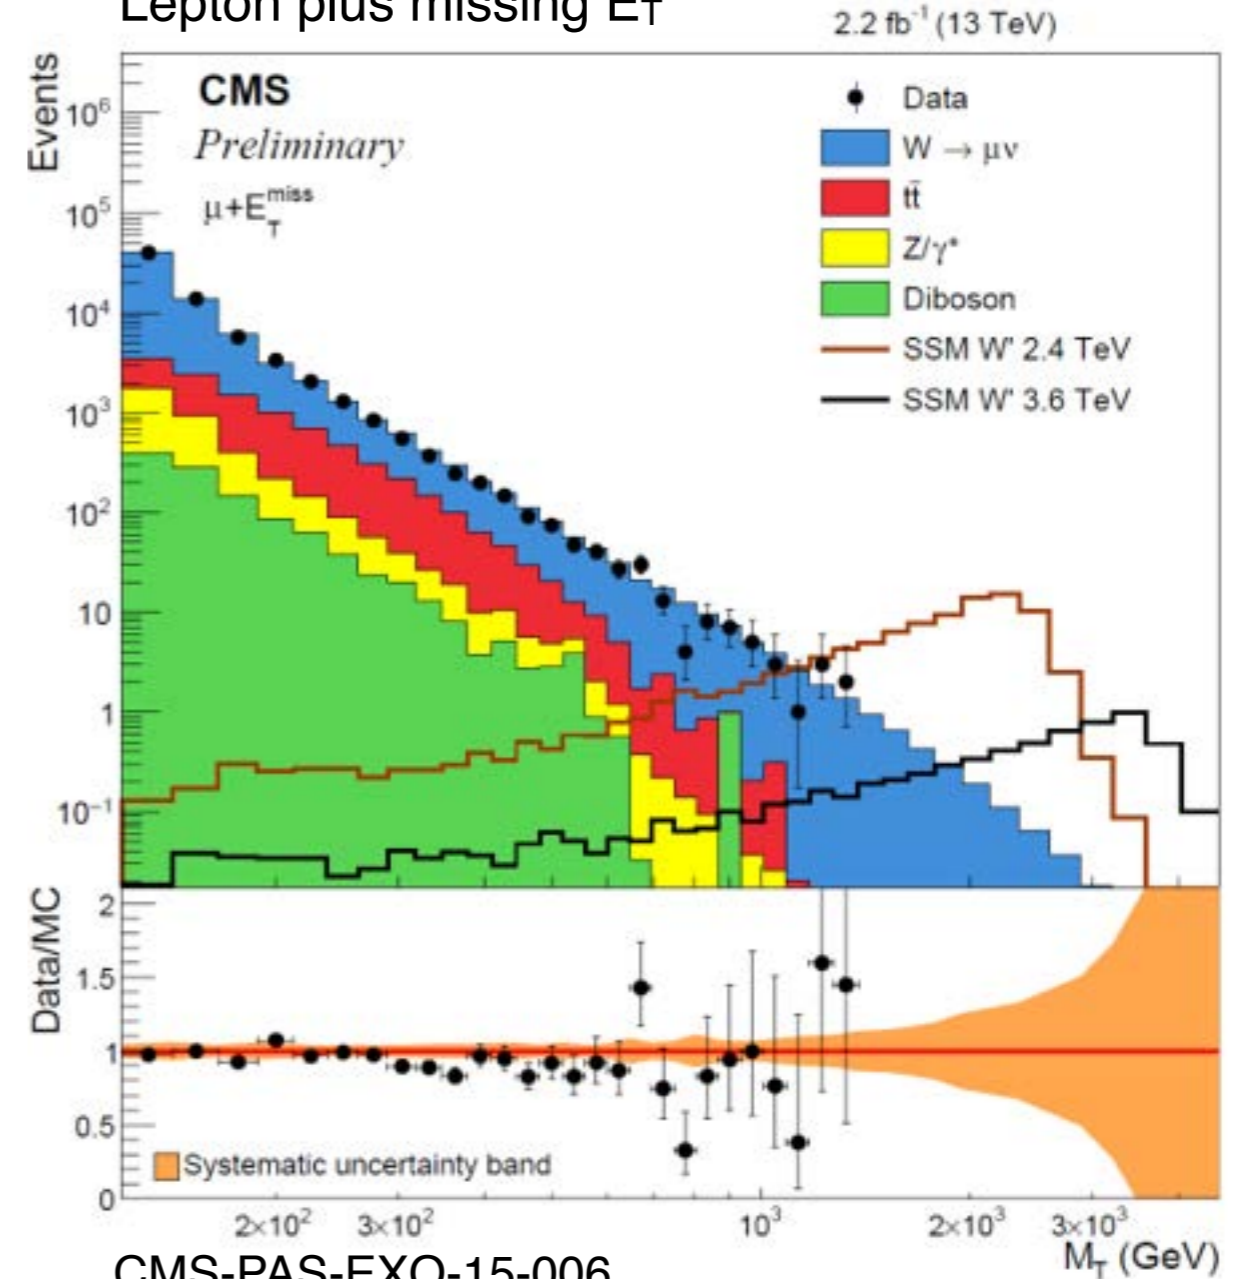 Lepton plus missing E_T
2.2 fb⁻¹ (13 TeV)
Events
CMS
Preliminary
μ+E_T^miss
Data
W → μν
tt̄
Z/γ*
Diboson
SSM W' 2.4 TeV
SSM W' 3.6 TeV
10⁶
10⁵
10⁴
10³
10²
10
1
10⁻¹
Data/MC
2
1.5
1
0.5
0
Systematic uncertainty band
2×10² 3×10² 10³ 2×10³ 3×10³
M_T (GeV)
CMS-PAS-EXO-15-006